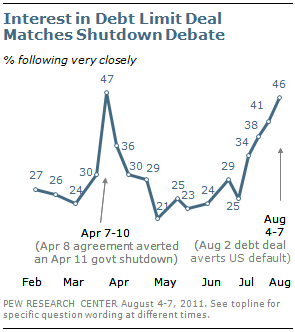 Interest in Debt Limit Deal
Matches Shutdown Debate
% following very closely
47
46
41
38
36
34
30
30
29
29
27
26
25
25
24
24
23
21
Apr 7-10
(Apr 8 agreement averted
an Apr 11 govt shutdown)
Aug
4-7
(Aug 2 debt deal
averts US default)
Feb Mar Apr May Jun Jul Aug
PEW RESEARCH CENTER August 4-7, 2011. See topline for
specific question wording at different times.